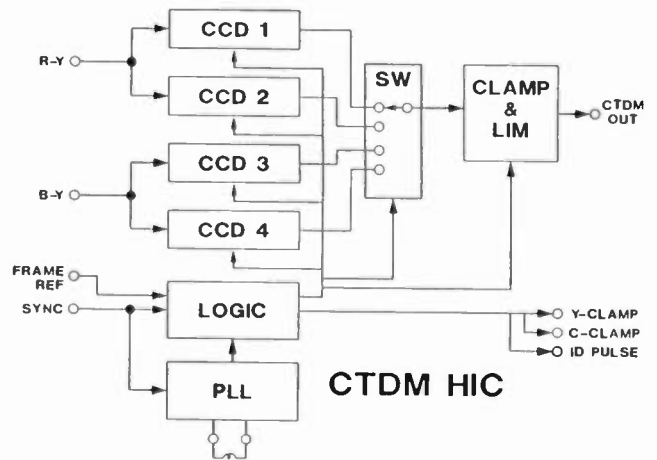 CCD 1
R-Y
SW
CLAMP
&
LIM
CTDM
OUT
CCD 2
CCD 3
B-Y
CCD 4
FRAME
REF
SYNC
LOGIC
Y-CLAMP
C-CLAMP
ID PULSE
PLL
CTDM HIC